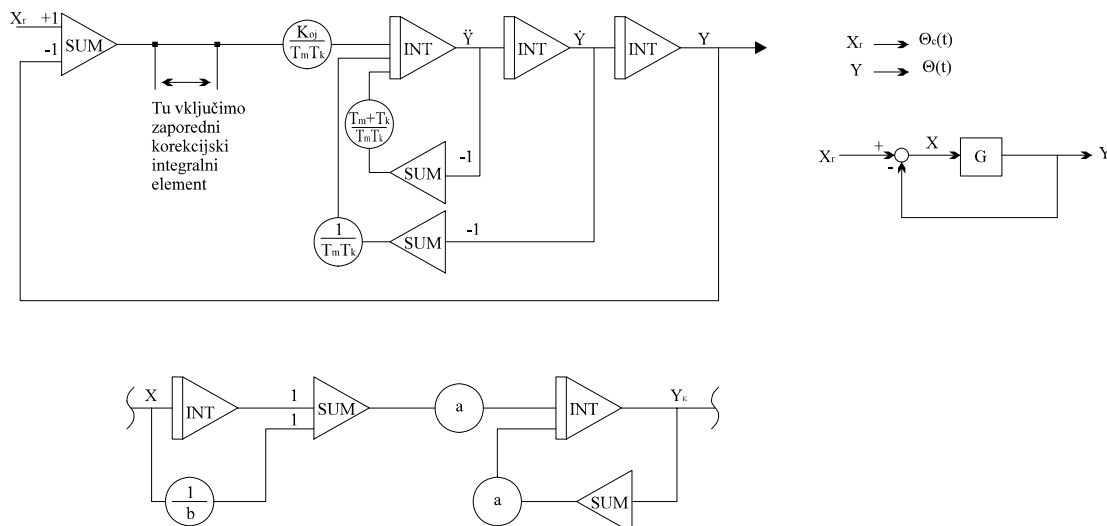 Xr +1
-1
SUM
Tu vključimo
zaporedni
korekcijski
integralni
element
Koj
TmTk
INT
Ÿ
INT
Ẏ
INT
Y
Tm+Tk
TmTk
-1
SUM
1
TmTk
-1
SUM
Xr Θc(t)
Y Θ(t)
Xr + - X G Y
X
INT
1
1
SUM
a
INT
YK
1
b
a
SUM